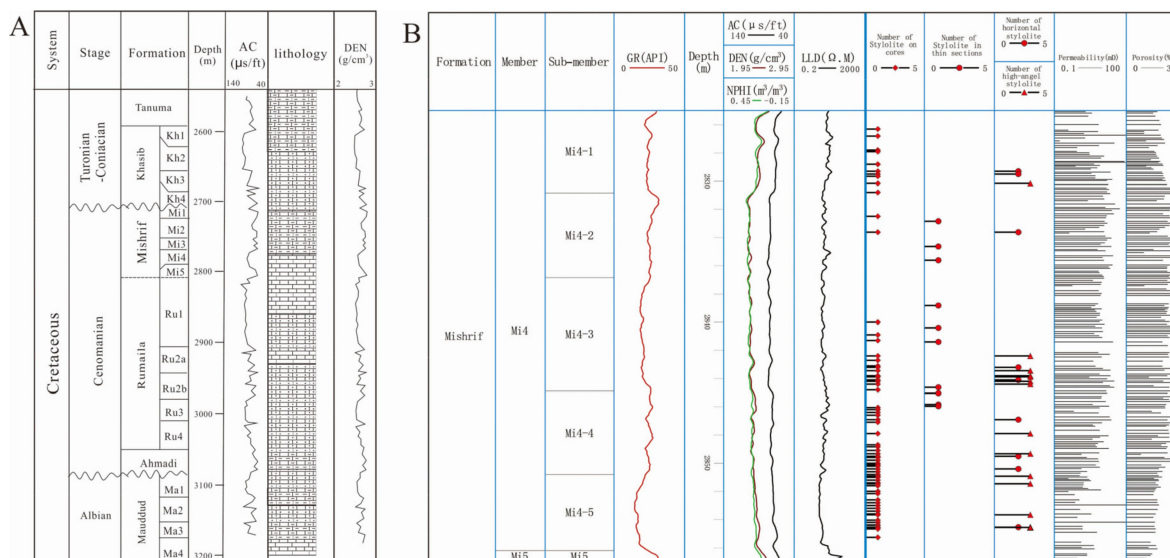 A
System
Stage
Formation
Depth
(m)
AC
(μs/ft)
140 40
lithology
DEN
(g/cm³)
2 3
Cretaceous
Turonian
-Coniacian
Cenomanian
Albian
Tanuma
Khasib
Kh1
Kh2
Kh3
Kh4
Mishrif
Mi1
Mi2
Mi3
Mi4
Mi5
Rumaila
Ru1
Ru2a
Ru2b
Ru3
Ru4
Ahmadi
Mauddud
Ma1
Ma2
Ma3
Ma4
2600
2700
2800
2900
3000
3100
3200
B
Formation
Member
Sub-member
GR(API)
0 50
Depth
(m)
AC(μs/ft)
140 40
DEN(g/cm³)
1.95 2.95
NPHI(m³/m³)
0.45 -0.15
LLD(Ω.M)
0.2 2000
Number of
Stylolite on
cores
0 5
Number of
Stylolite in
thin sections
0 5
Number of
horizontal
stylolite
0 5
Number of
high-angel
stylolite
0 5
Permeability(mD)
0.1 100
Porosity(%
0 3
Mishrif
Mi4
Mi5
Mi4-1
Mi4-2
Mi4-3
Mi4-4
Mi4-5
Mi5
2840
2850